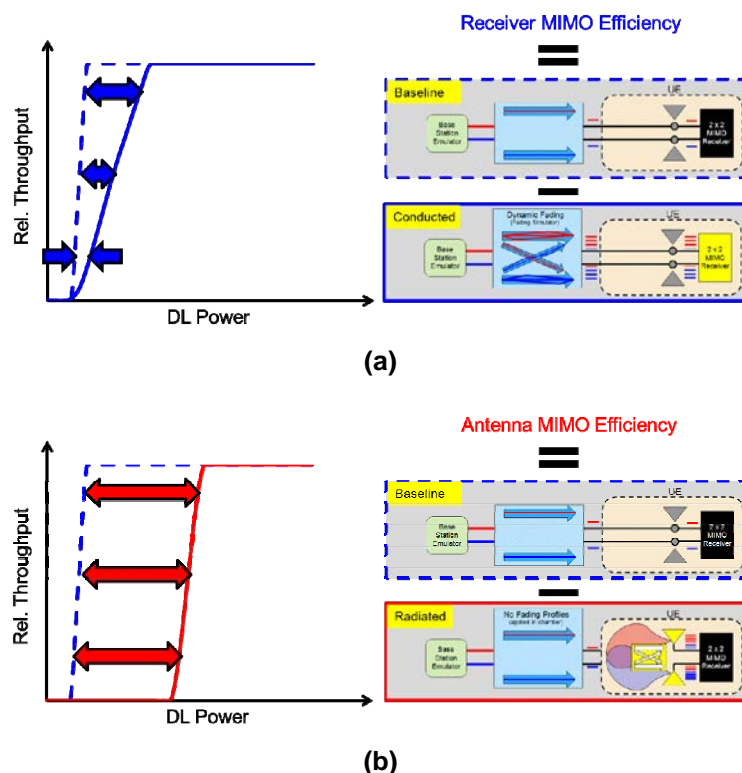 Receiver MIMO Efficiency
Rel. Throughput
DL Power
Baseline
UE
Base
Station
Emulator
2 x 2
MIMO
Receiver
Conducted
Dynamic Fading
(Fading Simulator)
UE
Base
Station
Emulator
2 x 2
MIMO
Receiver
(a)
Antenna MIMO Efficiency
Rel. Throughput
DL Power
Baseline
UE
Base
Station
Emulator
2 x 2
MIMO
Receiver
Radiated
No Fading Profiles
(applied in chamber)
UE
Base
Station
Emulator
2 x 2
MIMO
Receiver
(b)